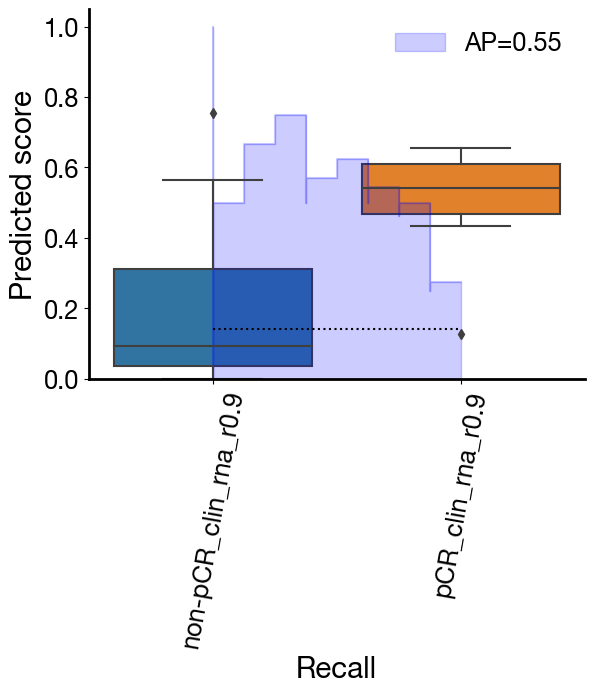 AP=0.55
Predicted score
1.0
0.8
0.6
0.4
0.2
0.0
non-pCR_clin_rna_r0.9
pCR_clin_rna_r0.9
Recall